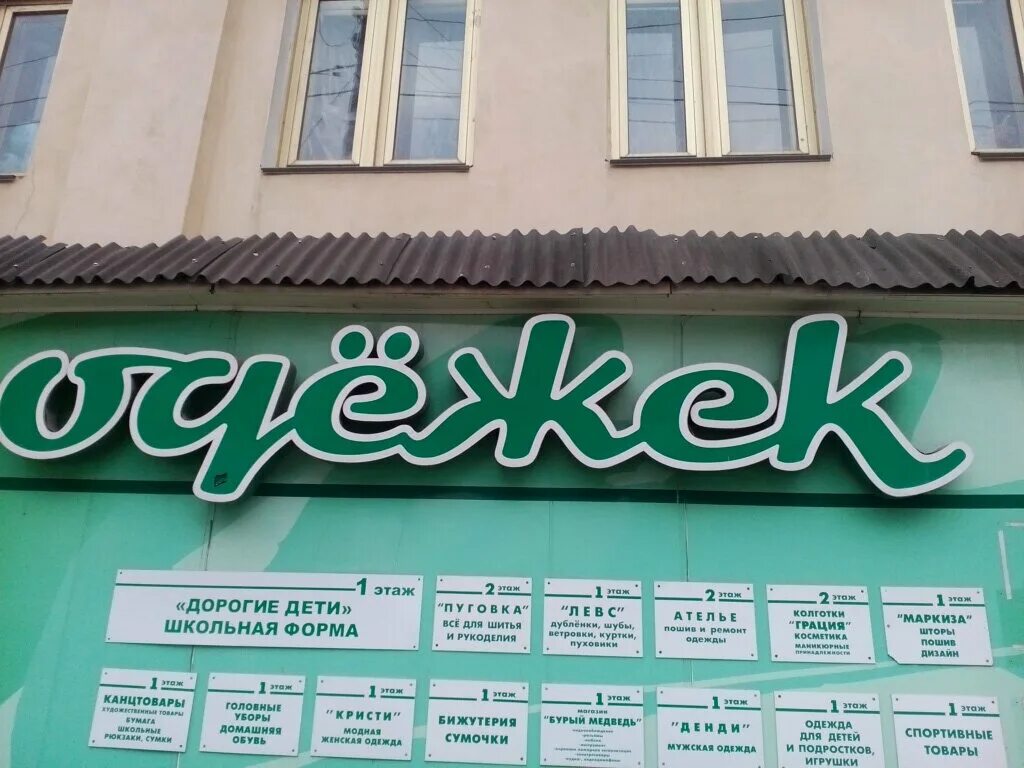 одёжек
1 этаж
«ДОРОГИЕ ДЕТИ»
ШКОЛЬНАЯ ФОРМА
2 этаж
"ПУГОВКА"
ВСЁ ДЛЯ ШИТЬЯ
И РУКОДЕЛИЯ
1 этаж
"ЛЕВС"
дублёнки, шубы,
ветровки, куртки,
пуховики
2 этаж
АТЕЛЬЕ
пошив и ремонт
одежды
2 этаж
КОЛГОТКИ
"ГРАЦИЯ"
КОСМЕТИКА
МАНИКЮРНЫЕ
ПРИНАДЛЕЖНОСТИ
1 этаж
"МАРКИЗА"
ШТОРЫ
ПОШИВ
ДИЗАЙН
1 этаж
КАНЦТОВАРЫ
ХУДОЖЕСТВЕННЫЕ ТОВАРЫ
БУМАГА
ШКОЛЬНЫЕ
РЮКЗАКИ, СУМКИ
1 этаж
ГОЛОВНЫЕ
УБОРЫ
ДОМАШНЯЯ
ОБУВЬ
1 этаж
"КРИСТИ"
МОДНАЯ
ЖЕНСКАЯ ОДЕЖДА
1 этаж
БИЖУТЕРИЯ
СУМОЧКИ
1 этаж
магазин
"БУРЫЙ МЕДВЕДЬ"
1 этаж
"ДЕНДИ"
МУЖСКАЯ ОДЕЖДА
1 этаж
ОДЕЖДА
ДЛЯ ДЕТЕЙ
И ПОДРОСТКОВ,
ИГРУШКИ
1 этаж
СПОРТИВНЫЕ
ТОВАРЫ